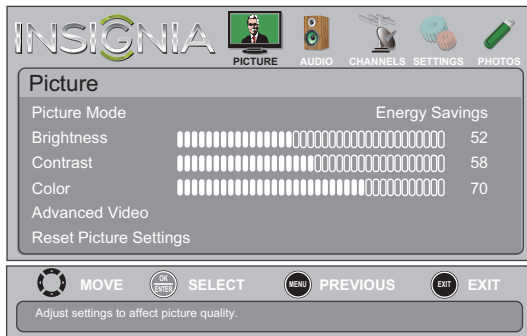 INSIGNIA
PICTURE AUDIO CHANNELS SETTINGS PHOTOS
Picture
Picture Mode Energy Savings
Brightness 52
Contrast 58
Color 70
Advanced Video
Reset Picture Settings
MOVE OK ENTER SELECT MENU PREVIOUS EXIT EXIT
Adjust settings to affect picture quality.